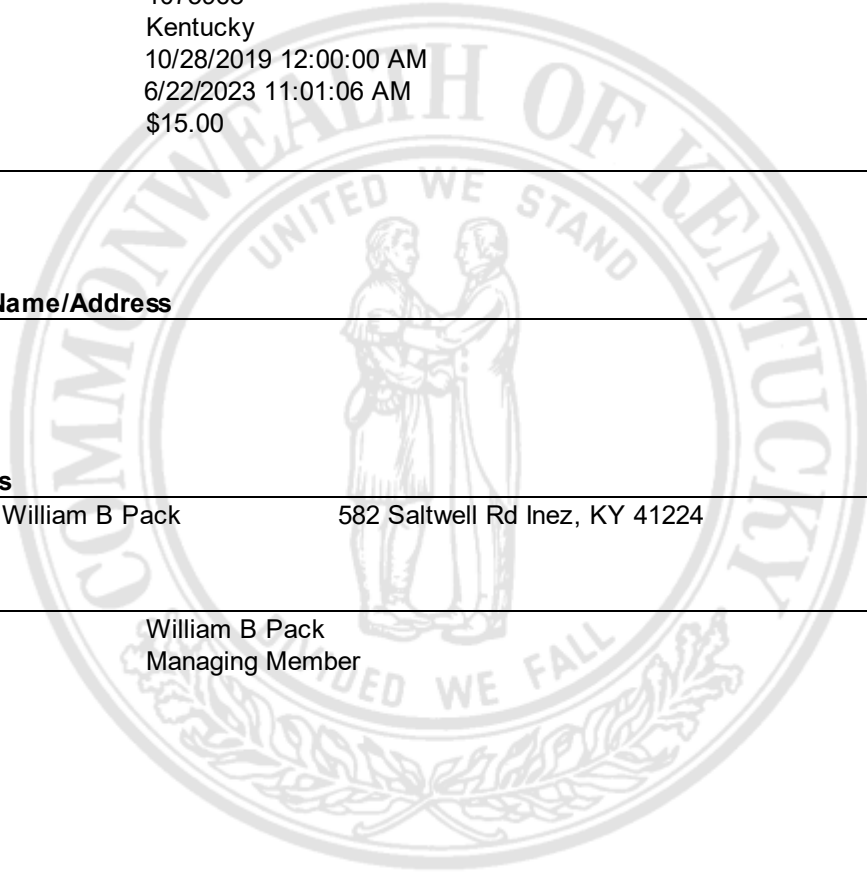 Kentucky
10/28/2019 12:00:00 AM
6/22/2023 11:01:06 AM
$15.00
COMMONWEALTH OF KENTUCKY
UNITED WE STAND
Name/Address
s
William B Pack 582 Saltwell Rd Inez, KY 41224
William B Pack
Managing Member
DIVIDED WE FALL